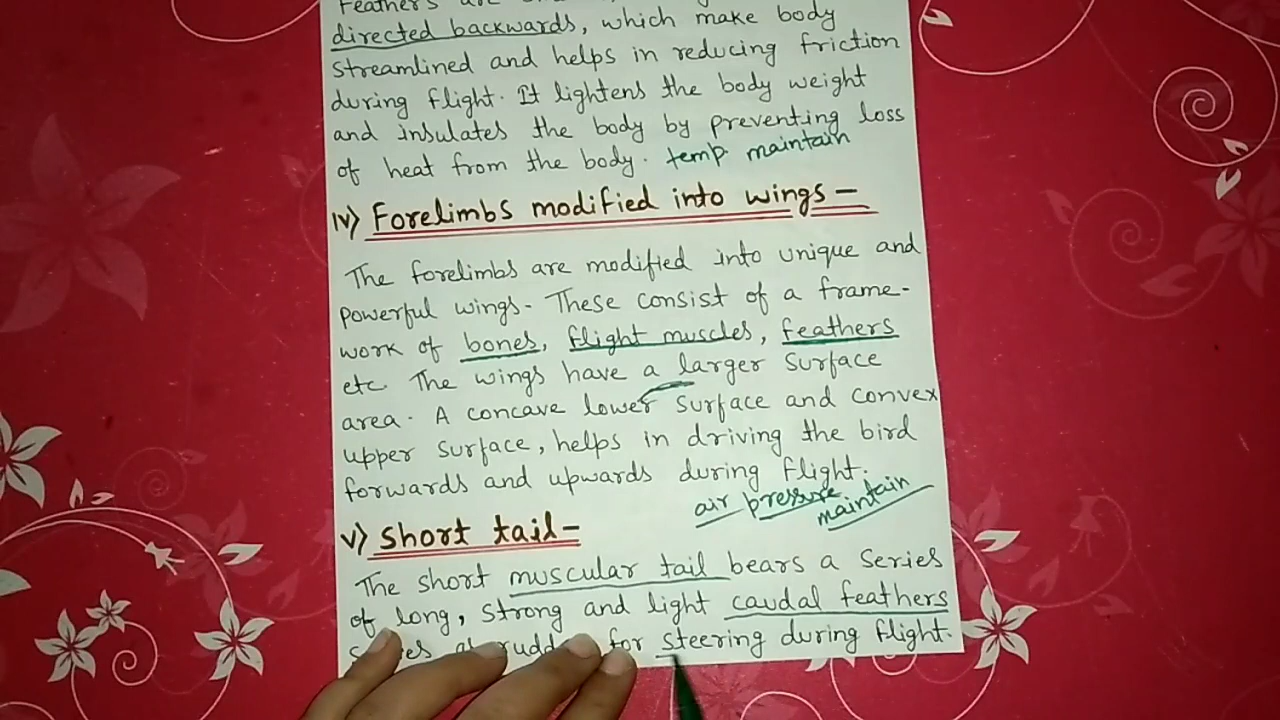 Feathers are
directed backwards, which make body
streamlined and helps in reducing friction
during flight. It lightens the body weight
and insulates the body by preventing loss
of heat from the body. temp maintain
IV) Forelimbs modified into wings-
The forelimbs are modified into unique and
powerful wings- These consist of a frame-
work of bones, flight muscles, feathers
etc. The wings have a larger surface
area. A concave lower surface and convex
upper surface, helps in driving the bird
forwards and upwards during flight.
air pressure maintain
V) Short tail-
The short muscular tail bears a series
of long, strong and light caudal feathers
for steering during flight.